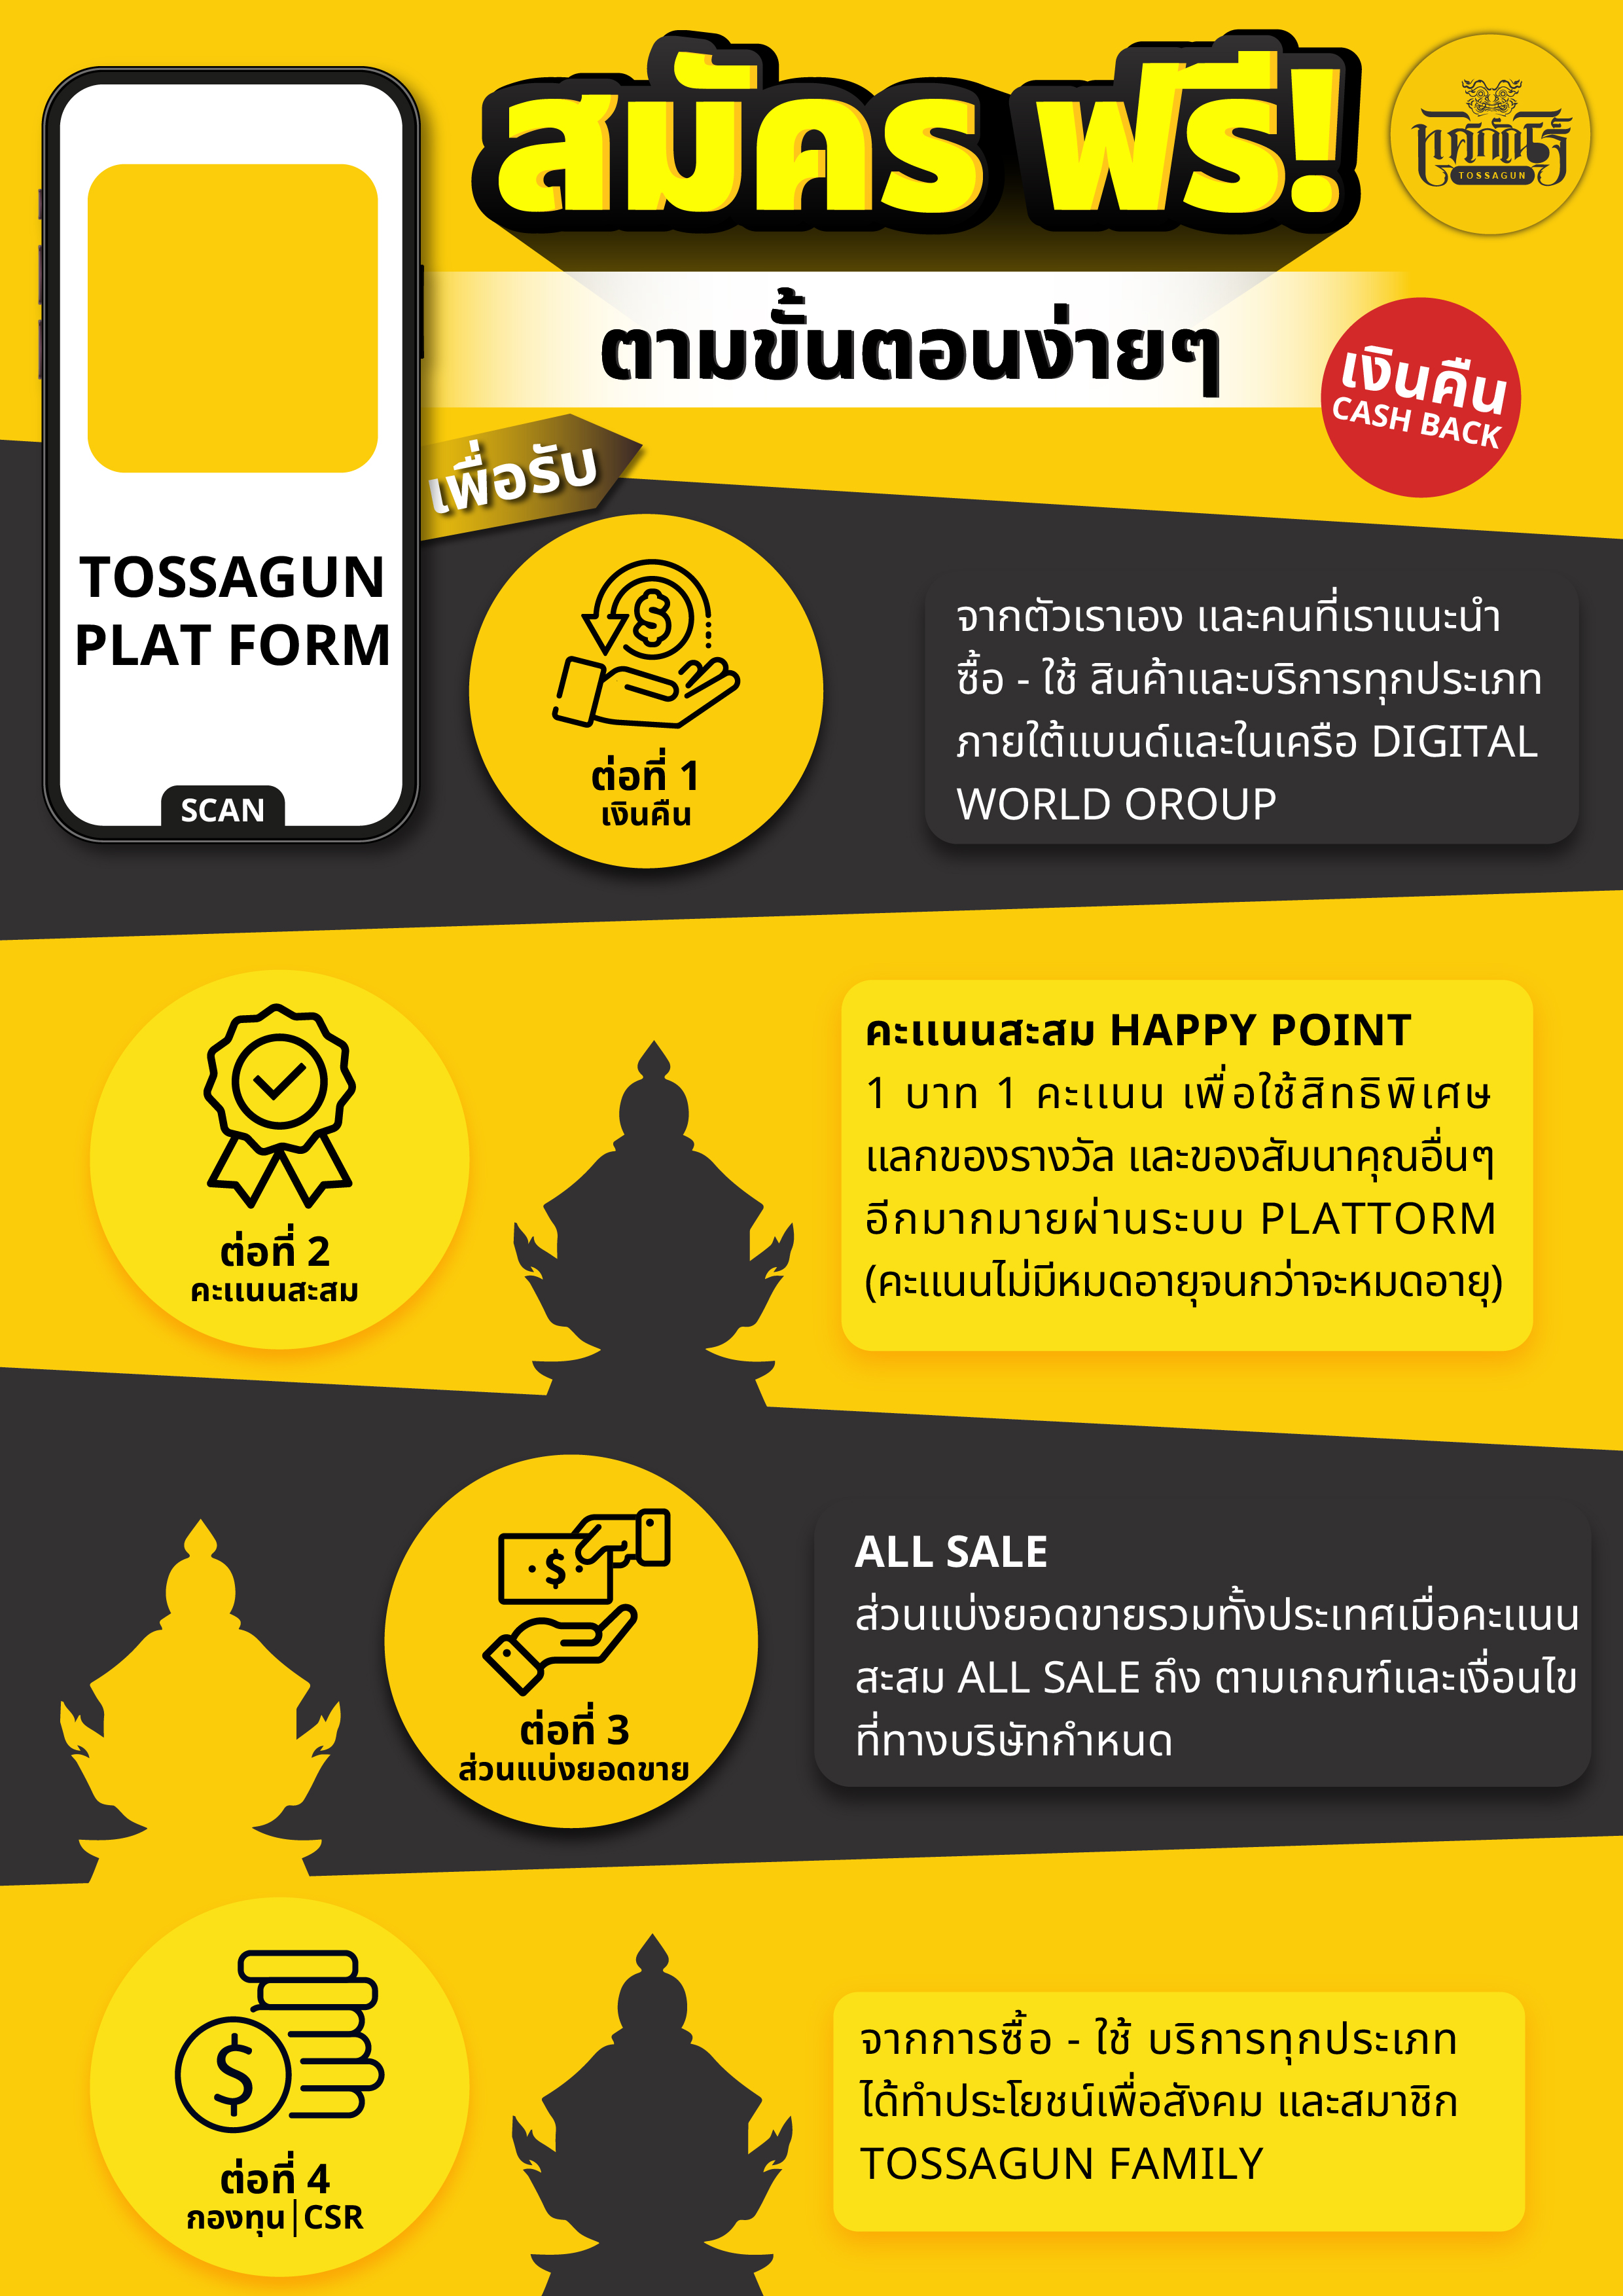 สมัคร ฟรี!
ทศกัณฐ์
TOSSAGUN
ตามขั้นตอนง่ายๆ
เงินคืน
CASH BACK
เพื่อรับ
TOSSAGUN
PLAT FORM
SCAN
ต่อที่ 1
เงินคืน
จากตัวเราเอง และคนที่เราแนะนำ
ซื้อ - ใช้ สินค้าและบริการทุกประเภท
ภายใต้แบนด์และในเครือ DIGITAL
WORLD OROUP
ต่อที่ 2
คะแนนสะสม
คะแนนสะสม HAPPY POINT
1 บาท 1 คะแนน เพื่อใช้สิทธิพิเศษ
แลกของรางวัล และของสัมนาคุณอื่นๆ
อีกมากมายผ่านระบบ PLATTORM
(คะแนนไม่มีหมดอายุจนกว่าจะหมดอายุ)
ต่อที่ 3
ส่วนแบ่งยอดขาย
ALL SALE
ส่วนแบ่งยอดขายรวมทั้งประเทศเมื่อคะแนน
สะสม ALL SALE ถึง ตามเกณฑ์และเงื่อนไข
ที่ทางบริษัทกำหนด
ต่อที่ 4
กองทุน|CSR
จากการซื้อ - ใช้ บริการทุกประเภท
ได้ทำประโยชน์เพื่อสังคม และสมาชิก
TOSSAGUN FAMILY